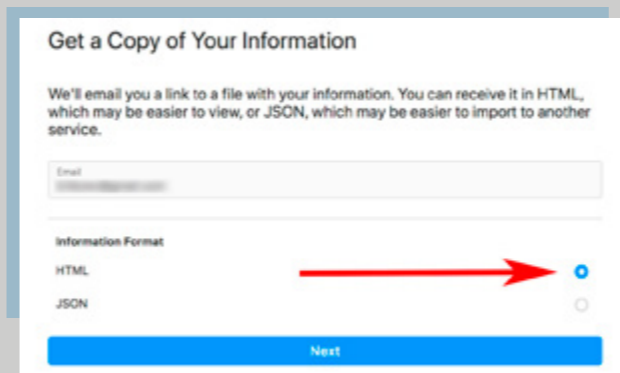 Get a Copy of Your Information
We'll email you a link to a file with your information. You can receive it in HTML,
which may be easier to view, or JSON, which may be easier to import to another
service.
Email
Information Format
HTML
JSON
Next